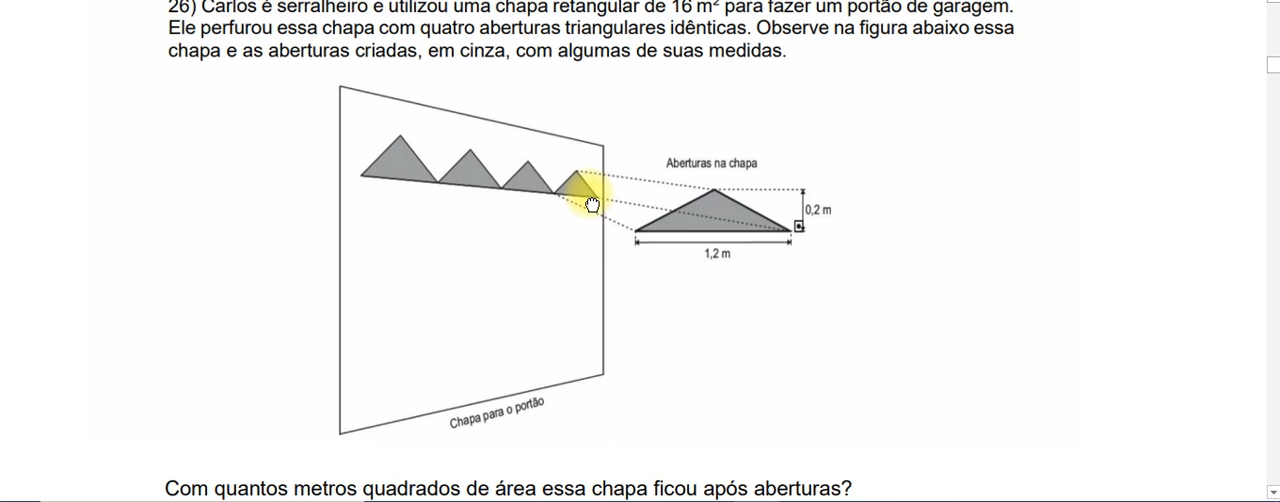 26) Carlos é serralheiro e utilizou uma chapa retangular de 16 m² para fazer um portão de garagem.
Ele perfurou essa chapa com quatro aberturas triangulares idênticas. Observe na figura abaixo essa
chapa e as aberturas criadas, em cinza, com algumas de suas medidas.
Aberturas na chapa
0,2 m
1,2 m
Chapa para o portão
Com quantos metros quadrados de área essa chapa ficou após aberturas?